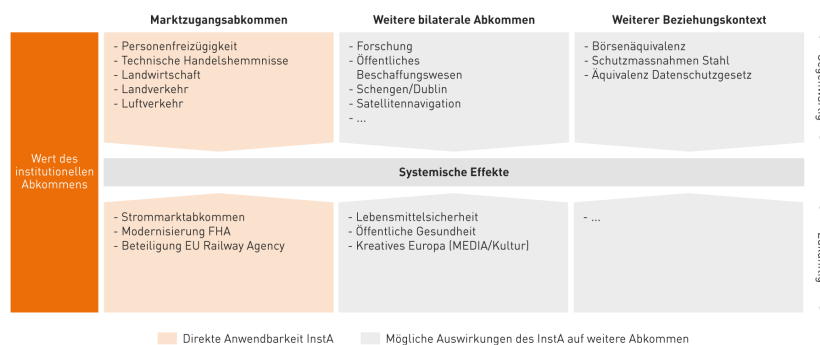 Marktzugangsabkommen
Weitere bilaterale Abkommen
Weiterer Beziehungskontext
- Personenfreizügigkeit
- Technische Handelshemmnisse
- Landwirtschaft
- Landverkehr
- Luftverkehr
- Forschung
- Öffentliches
Beschaffungswesen
- Schengen/Dublin
- Satellitennavigation
- ...
- Börsenäquivalenz
- Schutzmassnahmen Stahl
- Äquivalenz Datenschutzgesetz
Wert des
institutionellen
Abkommens
Systemische Effekte
- Strommarktabkommen
- Modernisierung FHA
- Beteiligung EU Railway Agency
- Lebensmittelsicherheit
- Öffentliche Gesundheit
- Kreatives Europa (MEDIA/Kultur)
- ...
Direkte Anwendbarkeit InstA
Mögliche Auswirkungen des InstA auf weitere Abkommen